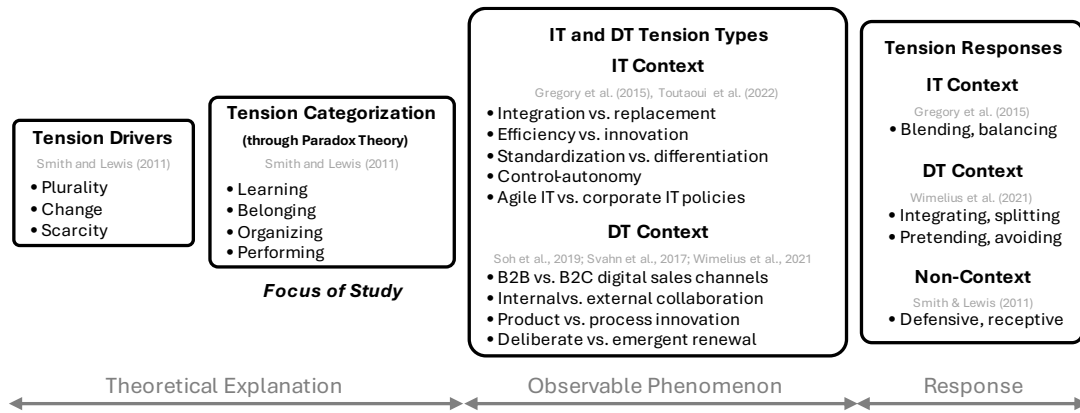 Tension Drivers
Smith and Lewis (2011)
• Plurality
• Change
• Scarcity
Tension Categorization
(through Paradox Theory)
Smith and Lewis (2011)
• Learning
• Belonging
• Organizing
• Performing
Focus of Study
IT and DT Tension Types
IT Context
Gregory et al. (2015), Toutaoui et al. (2022)
• Integration vs. replacement
• Efficiency vs. innovation
• Standardization vs. differentiation
• Control-autonomy
• Agile IT vs. corporate IT policies
DT Context
Soh et al., 2019; Svahn et al., 2017; Wimelius et al., 2021
• B2B vs. B2C digital sales channels
• Internal vs. external collaboration
• Product vs. process innovation
• Deliberate vs. emergent renewal
Tension Responses
IT Context
Gregory et al. (2015)
• Blending, balancing
DT Context
Wimelius et al. (2021)
• Integrating, splitting
• Pretending, avoiding
Non-Context
Smith & Lewis (2011)
• Defensive, receptive
Theoretical Explanation
Observable Phenomenon
Response